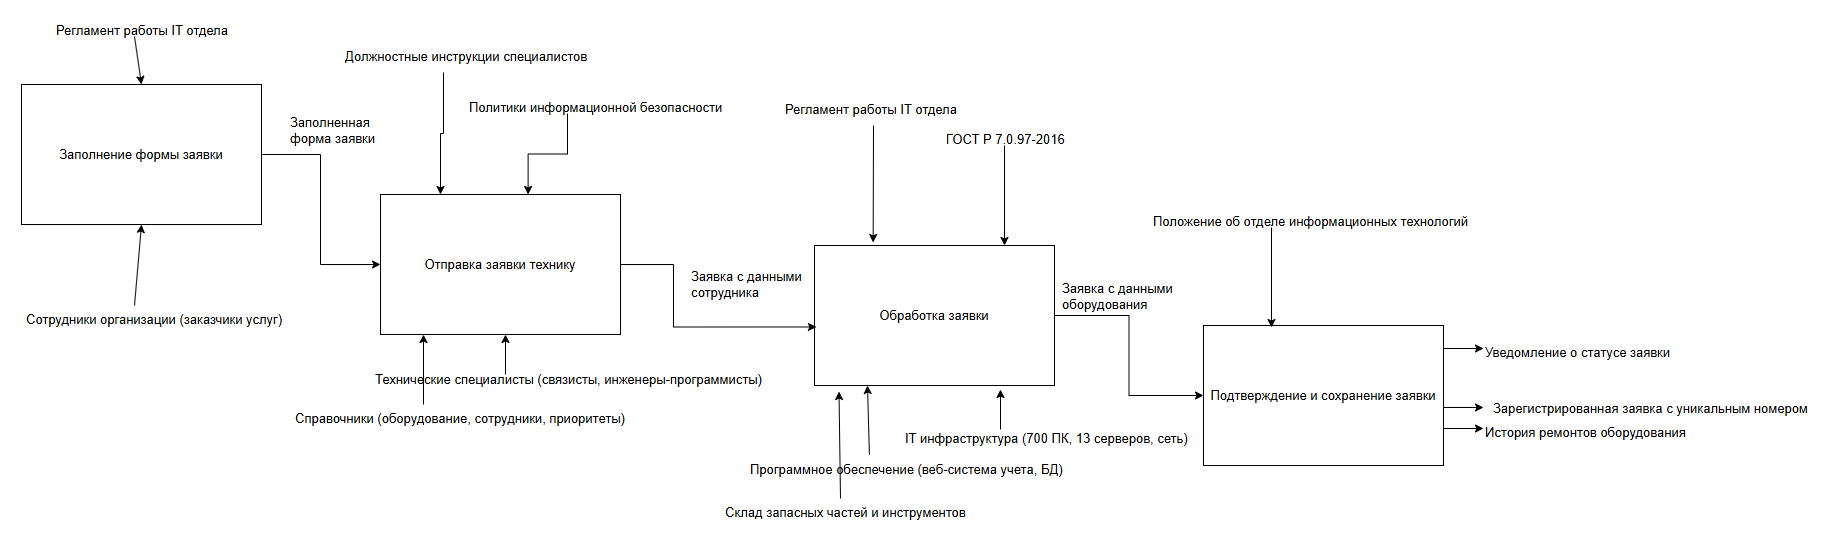 Регламент работы IT отдела
Заполнение формы заявки
Сотрудники организации (заказчики услуг)
Заполненная
форма заявки
Должностные инструкции специалистов
Политики информационной безопасности
Отправка заявки технику
Технические специалисты (связисты, инженеры-программисты)
Справочники (оборудование, сотрудники, приоритеты)
Заявка с данными
сотрудника
Регламент работы IT отдела
ГОСТ Р 7.0.97-2016
Обработка заявки
IT инфраструктура (700 ПК, 13 серверов, сеть)
Программное обеспечение (веб-система учета, БД)
Склад запасных частей и инструментов
Заявка с данными
оборудования
Положение об отделе информационных технологий
Подтверждение и сохранение заявки
Уведомление о статусе заявки
Зарегистрированная заявка с уникальным номером
История ремонтов оборудования